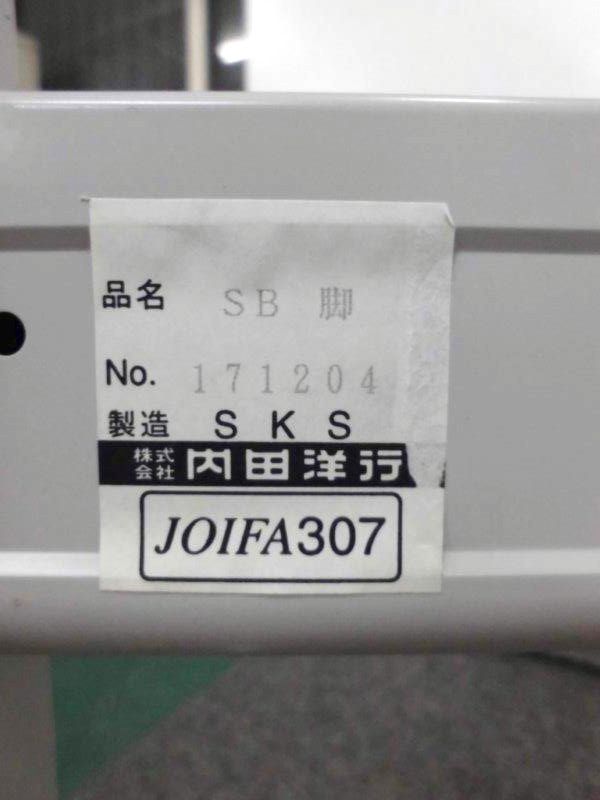 品名 SB 脚
No. 171204
製造 SKS
株式会社 内田洋行
JOIFA307